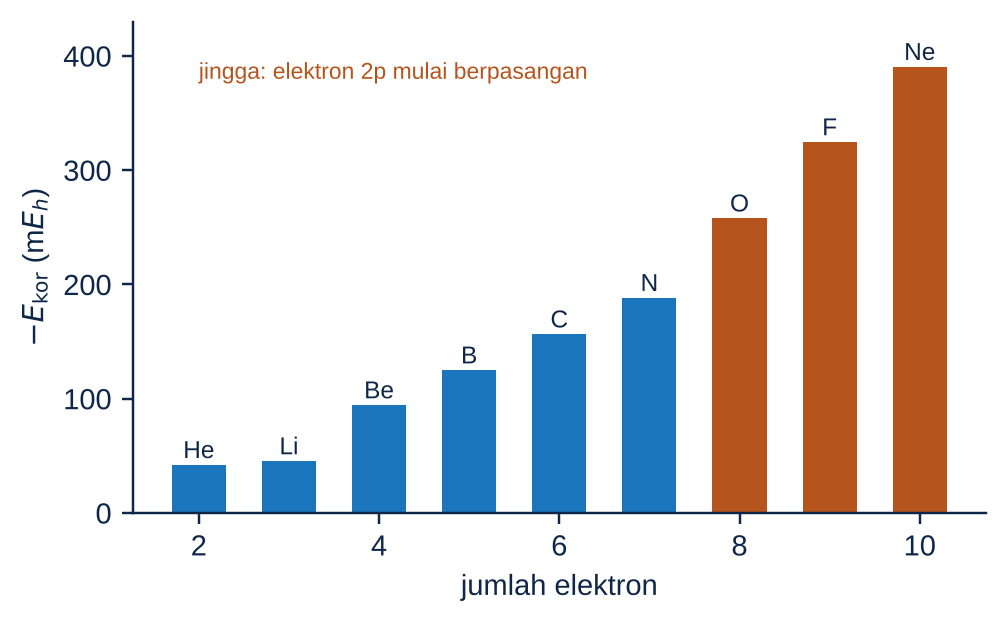 jingga: elektron 2p mulai berpasangan
−E_kor (mE_h)
400
300
200
100
0
He
Li
Be
B
C
N
O
F
Ne
2
4
6
8
10
jumlah elektron